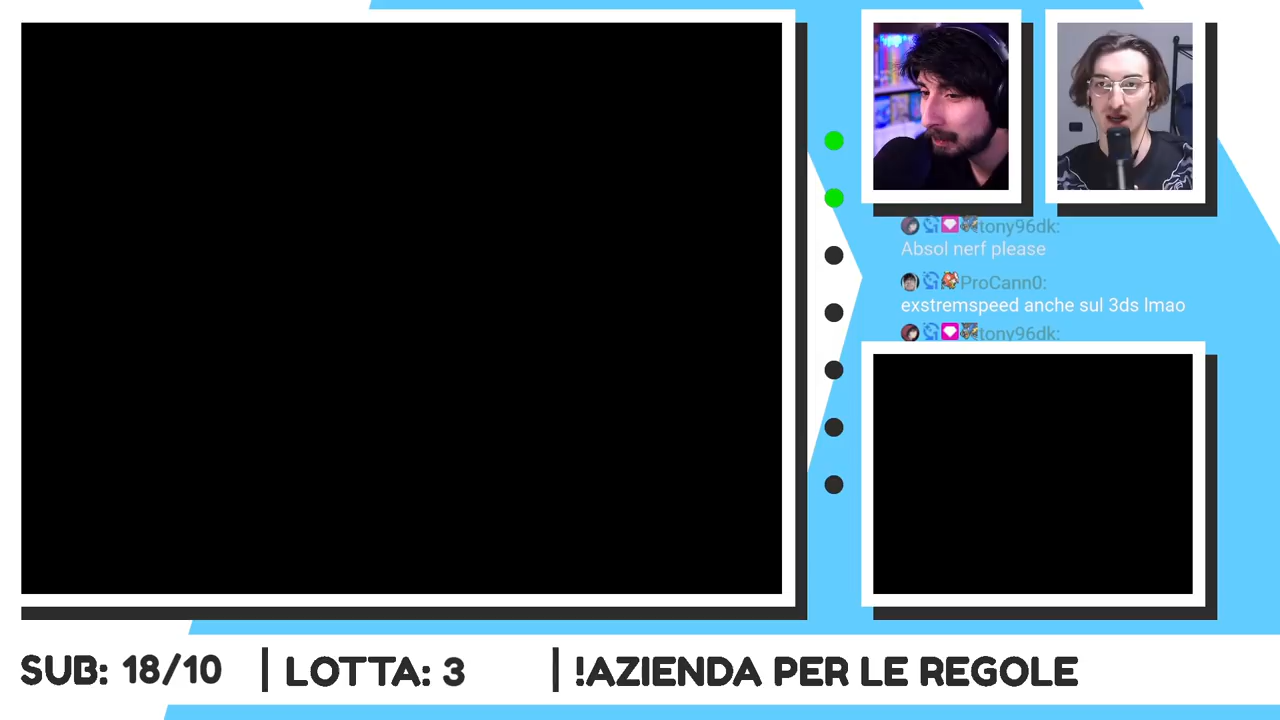 tony96dk:
Absol nerf please
ProCann0:
exstremspeed anche sul 3ds lmao
tony96dk:
SUB: 18/10 | LOTTA: 3 | !AZIENDA PER LE REGOLE